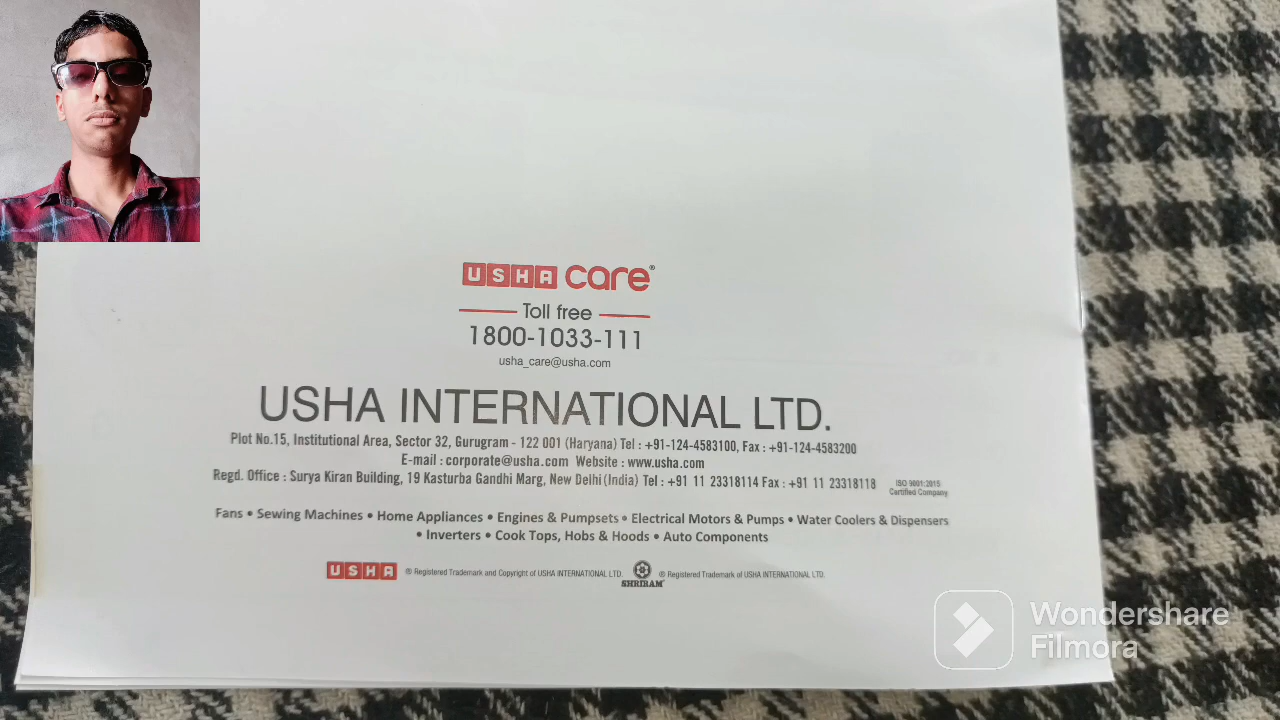 USHA care®
Toll free
1800-1033-111
usha_care@usha.com
USHA INTERNATIONAL LTD.
Plot No.15, Institutional Area, Sector 32, Gurugram - 122 001 (Haryana) Tel : +91-124-4583100, Fax : +91-124-4583200
E-mail : corporate@usha.com Website : www.usha.com
Regd. Office : Surya Kiran Building, 19 Kasturba Gandhi Marg, New Delhi (India) Tel : +91 11 23318114 Fax : +91 11 23318118
ISO 9001:2015
Certified Company
Fans • Sewing Machines • Home Appliances • Engines & Pumpsets • Electrical Motors & Pumps • Water Coolers & Dispensers
• Inverters • Cook Tops, Hobs & Hoods • Auto Components
USHA ® Registered Trademark and Copyright of USHA INTERNATIONAL LTD. SHRIRAM ® Registered Trademark of USHA INTERNATIONAL LTD.
Wondershare
Filmora